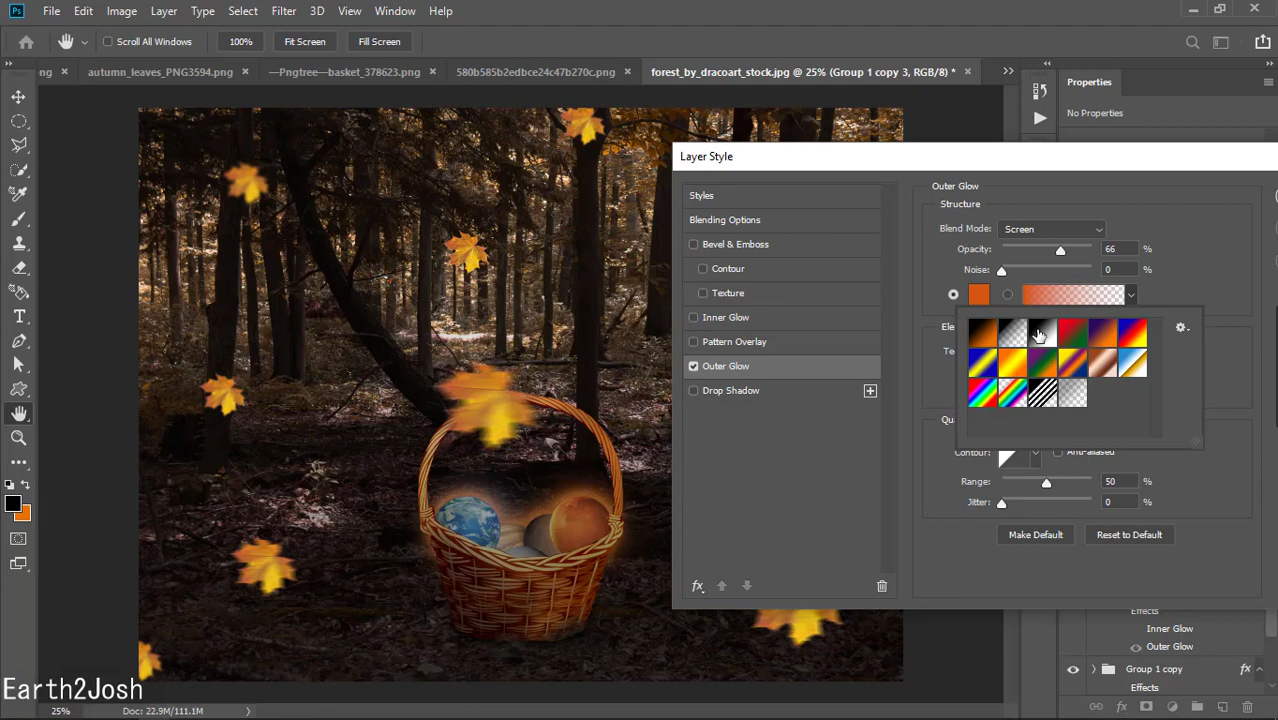 Ps File Edit Image Layer Type Select Filter 3D View Window Help
Scroll All Windows 100% Fit Screen Fill Screen
ng × autumn_leaves_PNG3594.png × —Pngtree—basket_378623.png × 580b585b2edbce24c47b270c.png × forest_by_dracoart_stock.jpg @ 25% (Group 1 copy 3, RGB/8) * ×
Properties
No Properties
Layer Style
Styles
Blending Options
Bevel & Emboss
Contour
Texture
Inner Glow
Pattern Overlay
Outer Glow
Drop Shadow
fx
Outer Glow
Structure
Blend Mode: Screen
Opacity: 66 %
Noise: 0 %
Ele
Te
Qu
Contour: Anti-aliased
Range: 50 %
Jitter: 0 %
Make Default Reset to Default
Effects
Inner Glow
Outer Glow
Group 1 copy fx
Effects
fx
Earth2Josh
25% Doc: 22.9M/111.1M